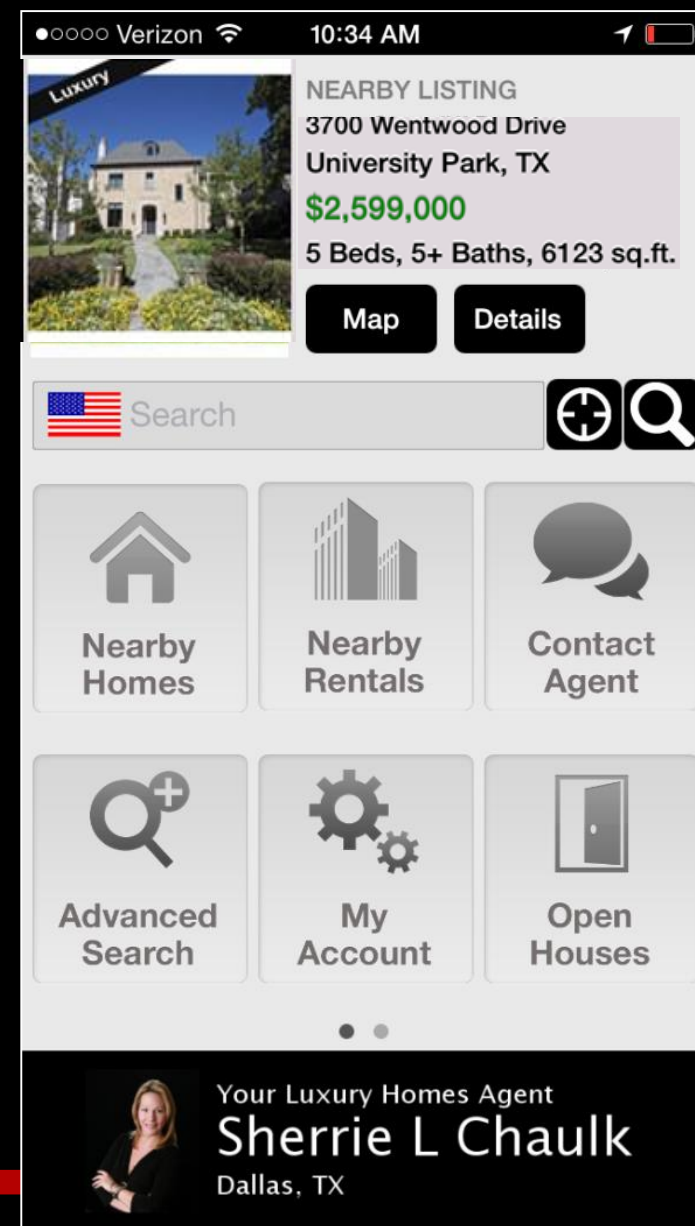 Verizon 10:34 AM
Luxury
NEARBY LISTING
3700 Wentwood Drive
University Park, TX
$2,599,000
5 Beds, 5+ Baths, 6123 sq.ft.
Map Details
Search
Nearby Homes
Nearby Rentals
Contact Agent
Advanced Search
My Account
Open Houses
Your Luxury Homes Agent
Sherrie L Chaulk
Dallas, TX